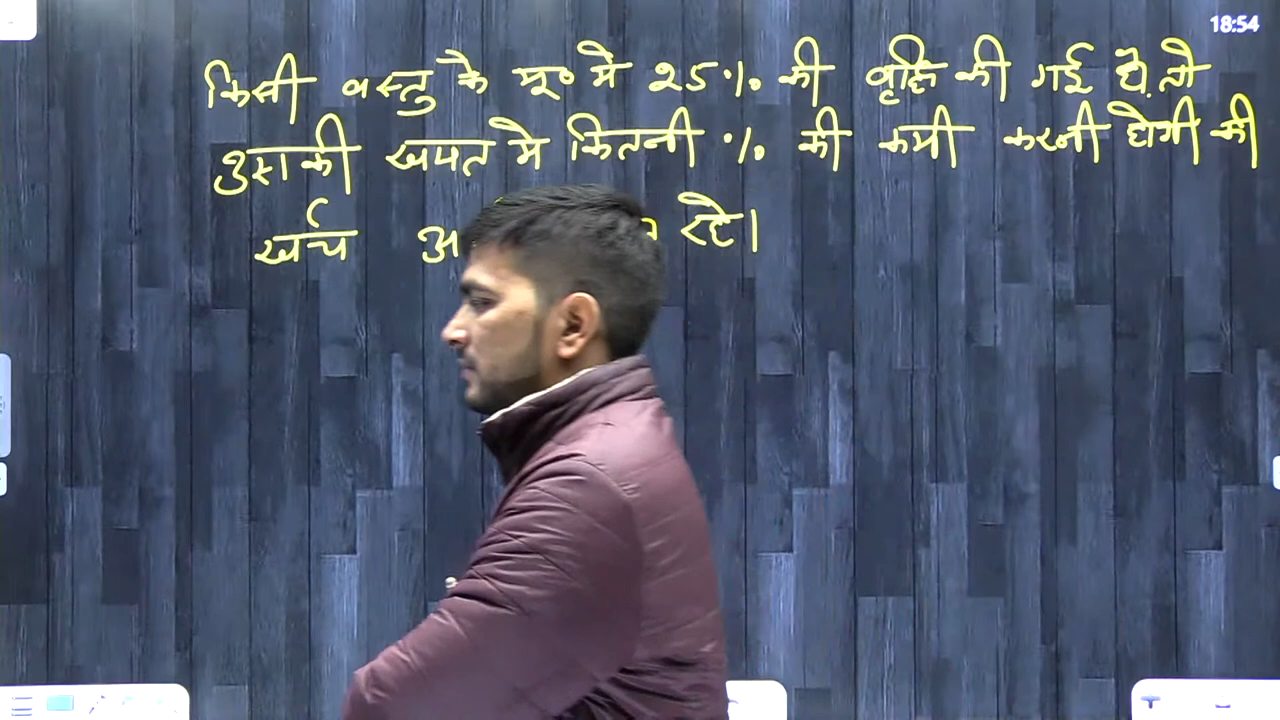 18:54
किसी वस्तु के मू० में 25% की वृद्धि की गई है, तो
उसकी खपत में कितनी % की कमी करनी होगी की
खर्च रहे।